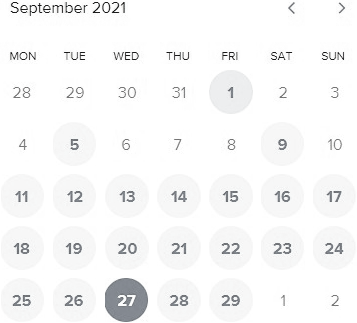 September 2021
MON TUE WED THU FRI SAT SUN
28 29 30 31 1 2 3
4 5 6 7 8 9 10
11 12 13 14 15 16 17
18 19 20 21 22 23 24
25 26 27 28 29 1 2